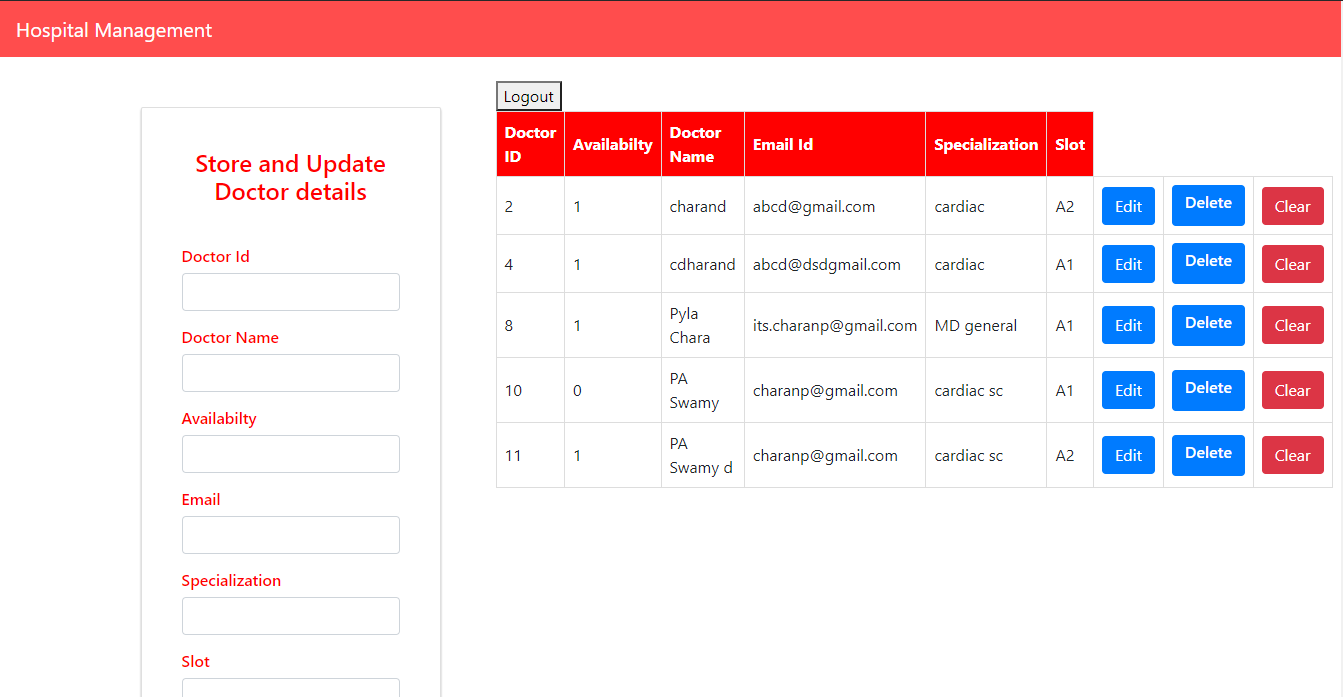 Hospital Management
Store and Update
Doctor details
Doctor Id
Doctor Name
Availabilty
Email
Specialization
Slot
Logout
Doctor ID Availabilty Doctor Name Email Id Specialization Slot
2 1 charand abcd@gmail.com cardiac A2 Edit Delete Clear
4 1 cdharand abcd@dsdgmail.com cardiac A1 Edit Delete Clear
8 1 Pyla Chara its.charanp@gmail.com MD general A1 Edit Delete Clear
10 0 PA Swamy charanp@gmail.com cardiac sc A1 Edit Delete Clear
11 1 PA Swamy d charanp@gmail.com cardiac sc A2 Edit Delete Clear